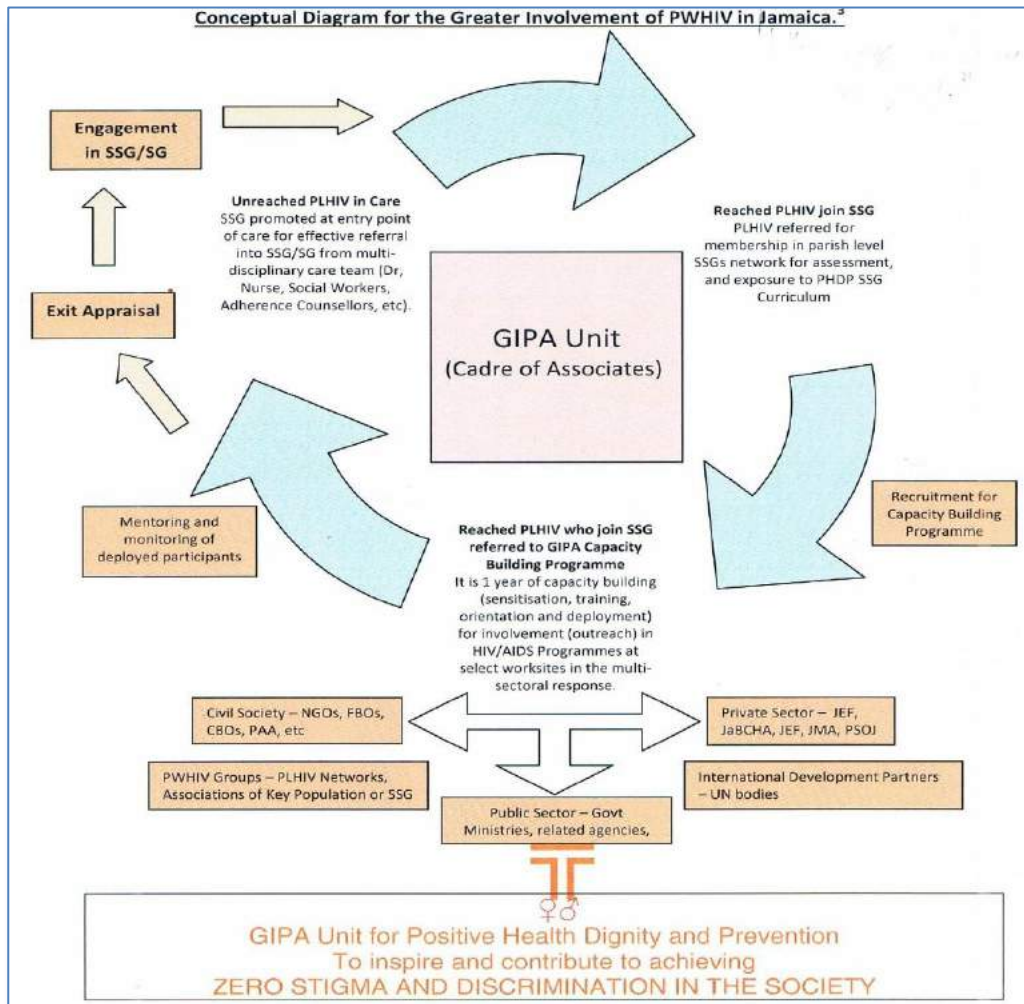 Conceptual Diagram for the Greater Involvement of PWHIV in Jamaica.³
Engagement
in SSG/SG
Unreached PLHIV in Care
SSG promoted at entry point
of care for effective referral
into SSG/SG from multi-
disciplinary care team (Dr,
Nurse, Social Workers,
Adherence Counsellors, etc).
Reached PLHIV join SSG
PLHIV referred for
membership in parish level
SSGs network for assessment,
and exposure to PHDP SSG
Curriculum
Exit Appraisal
GIPA Unit
(Cadre of Associates)
Mentoring and
monitoring of
deployed participants
Recruitment for
Capacity Building
Programme
Reached PLHIV who join SSG
referred to GIPA Capacity
Building Programme
It is 1 year of capacity building
(sensitisation, training,
orientation and deployment)
for involvement (outreach) in
HIV/AIDS Programmes at
select worksites in the multi-
sectoral response.
Civil Society – NGOs, FBOs,
CBOs, PAA, etc
Private Sector – JEF,
JaBCHA, JEF, JMA, PSOJ
PWHIV Groups – PLHIV Networks,
Associations of Key Population or SSG
International Development Partners
– UN bodies
Public Sector – Govt
Ministries, related agencies,
GIPA Unit for Positive Health Dignity and Prevention
To inspire and contribute to achieving
ZERO STIGMA AND DISCRIMINATION IN THE SOCIETY